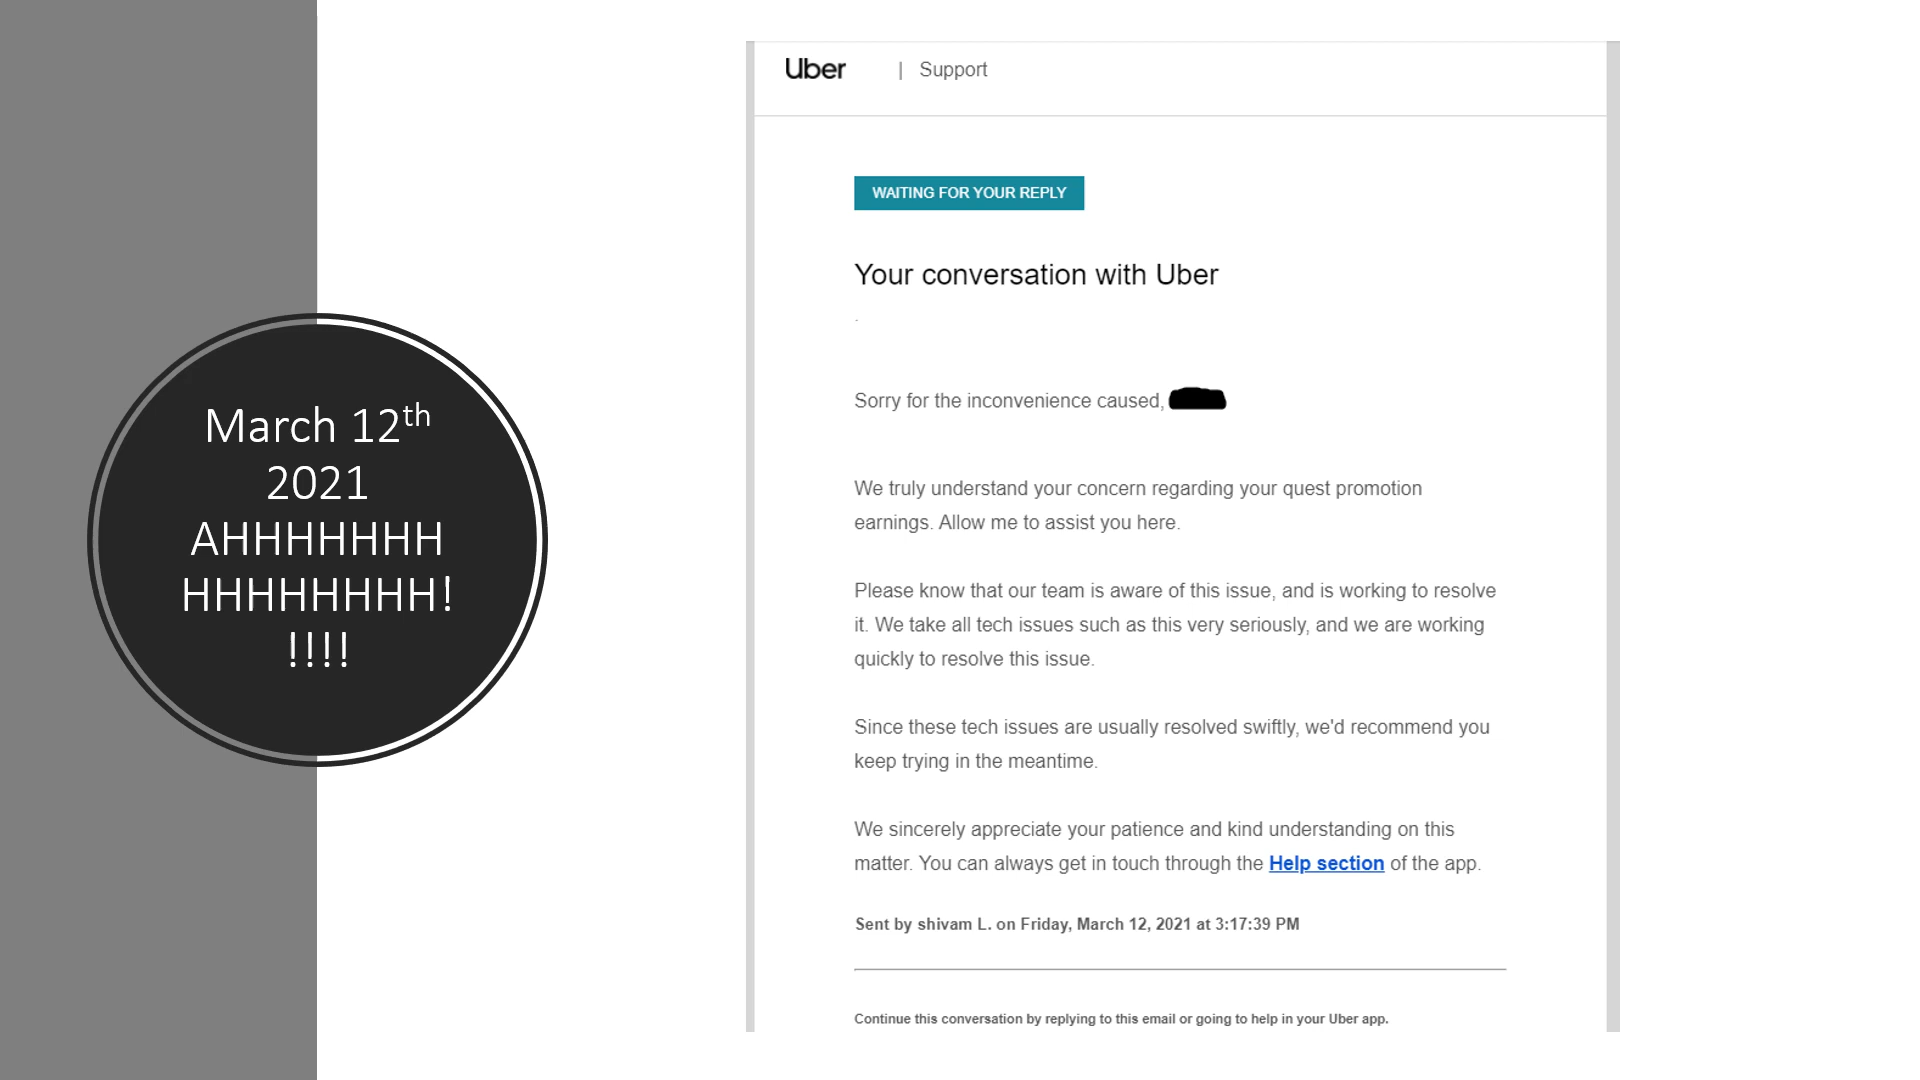 March 12th
2021
AHHHHHHH
HHHHHHHH!
!!!!
Uber | Support
WAITING FOR YOUR REPLY
Your conversation with Uber
Sorry for the inconvenience caused,
We truly understand your concern regarding your quest promotion
earnings. Allow me to assist you here.
Please know that our team is aware of this issue, and is working to resolve
it. We take all tech issues such as this very seriously, and we are working
quickly to resolve this issue.
Since these tech issues are usually resolved swiftly, we'd recommend you
keep trying in the meantime.
We sincerely appreciate your patience and kind understanding on this
matter. You can always get in touch through the Help section of the app.
Sent by shivam L. on Friday, March 12, 2021 at 3:17:39 PM
Continue this conversation by replying to this email or going to help in your Uber app.